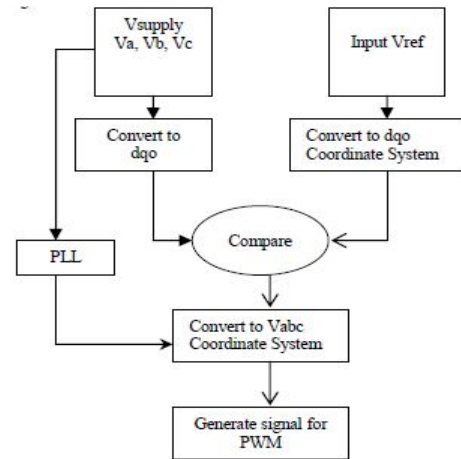 Vsupply
Va, Vb, Vc
Input Vref
Convert to
dqo
Convert to dqo
Coordinate System
Compare
PLL
Convert to Vabc
Coordinate System
Generate signal for
PWM